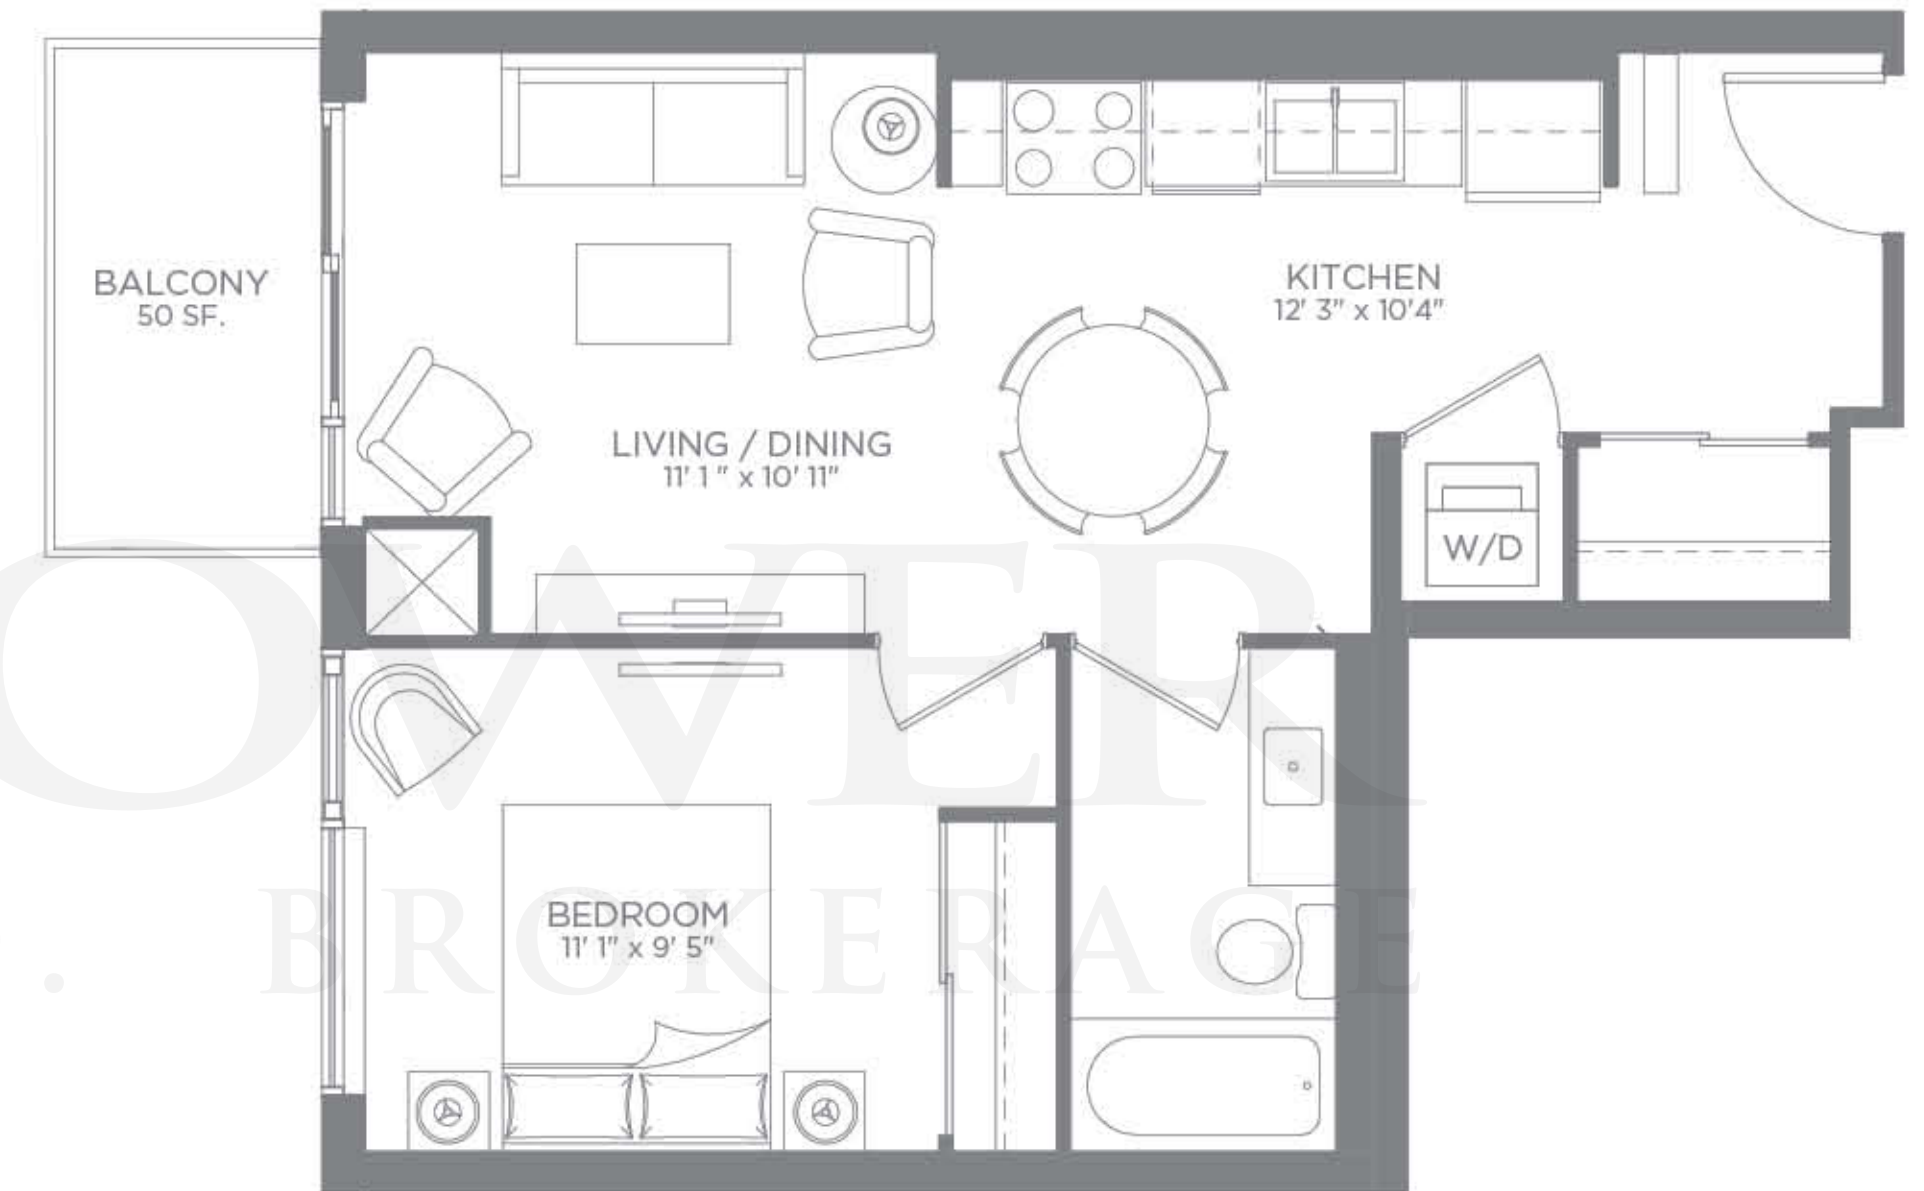 BALCONY
50 SF.
KITCHEN
12' 3" x 10'4"
LIVING / DINING
11' 1 " x 10' 11"
W/D
BEDROOM
11' 1" x 9' 5"
OWER
. BROKERAGE